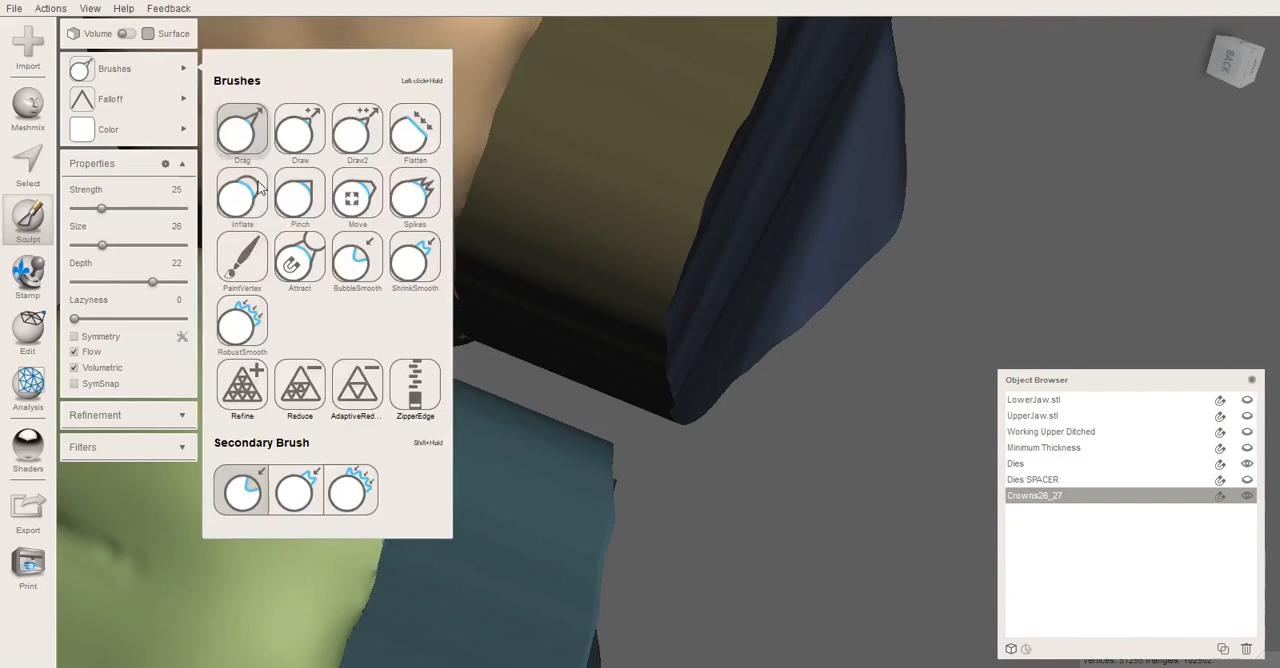 File Actions View Help Feedback
Import
Meshmix
Select
Sculpt
Stamp
Edit
Analysis
Shaders
Export
Print
Volume Surface
Brushes
Falloff
Color
Properties
Strength 25
Size 26
Depth 22
Lazyness 0
Symmetry
Flow
Volumetric
SymSnap
Refinement
Filters
Brushes Left-click+Hold
Drag Draw Draw2 Flatten
Inflate Pinch Move Spikes
PaintVertex Attract BubbleSmooth ShrinkSmooth
RobustSmooth
Refine Reduce AdaptiveRed... ZipperEdge
Secondary Brush Shift+Hold
BACK
Object Browser
LowerJaw.stl
UpperJaw.stl
Working Upper Ditched
Minimum Thickness
Dies
Dies SPACER
Crowns26_27